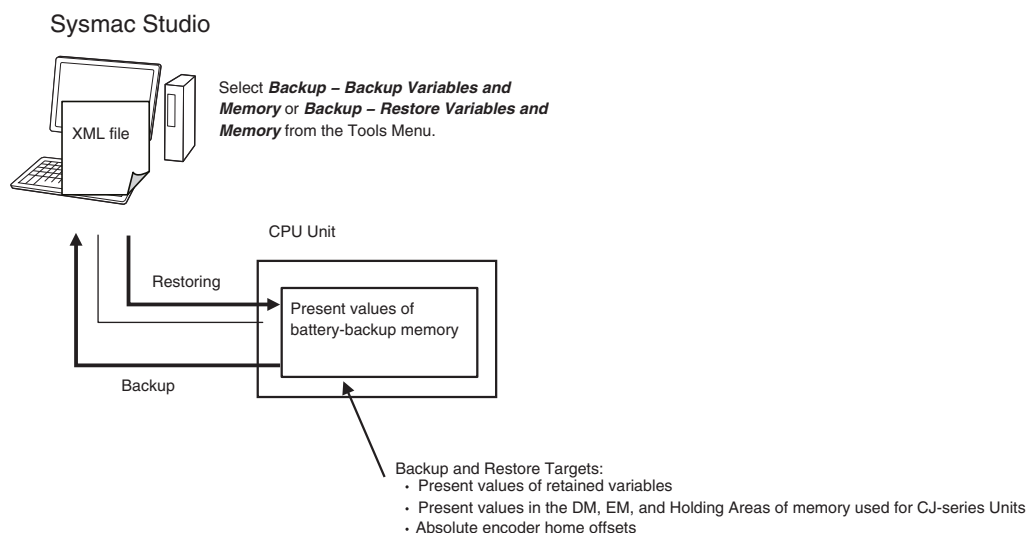 Sysmac Studio
XML file
Select Backup – Backup Variables and
Memory or Backup – Restore Variables and
Memory from the Tools Menu.
CPU Unit
Restoring
Present values of
battery-backup memory
Backup
Backup and Restore Targets:
• Present values of retained variables
• Present values in the DM, EM, and Holding Areas of memory used for CJ-series Units
• Absolute encoder home offsets